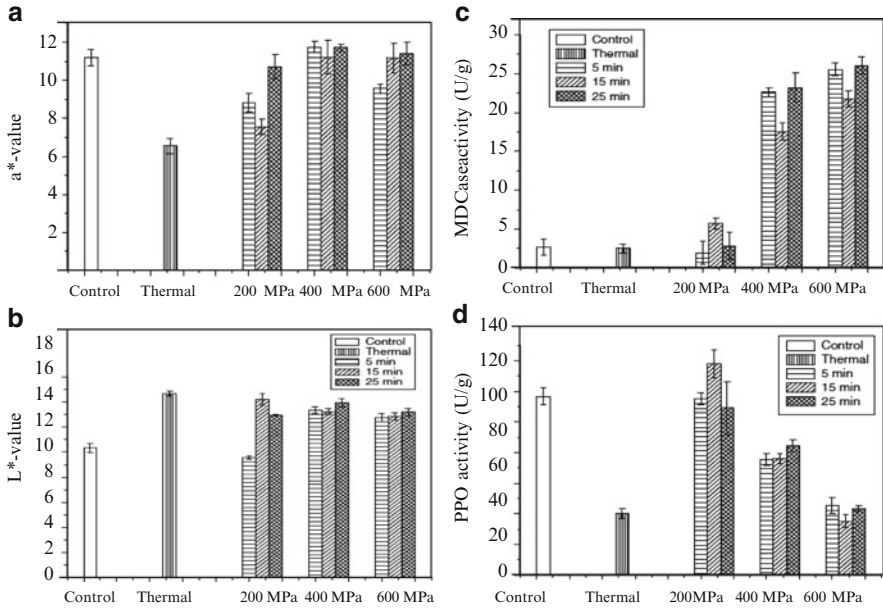 a
12
10
8
6
4
2
a*-value
Control Thermal 200 MPa 400 MPa 600 MPa
b
18
16
14
12
10
8
6
4
2
0
L*-value
Control
Thermal
5 min
15 min
25 min
Control Thermal 200 MPa 400 MPa 600 MPa
c
30
25
20
15
10
5
0
MDCaseactivity (U/g)
Control
Thermal
5 min
15 min
25 min
Control Thermal 200 MPa 400 MPa 600 MPa
d
140
120
100
80
60
40
20
0
PPO activity (U/g)
Control
Thermal
5 min
15 min
25 min
Control Thermal 200MPa 400 MPa 600 MPa